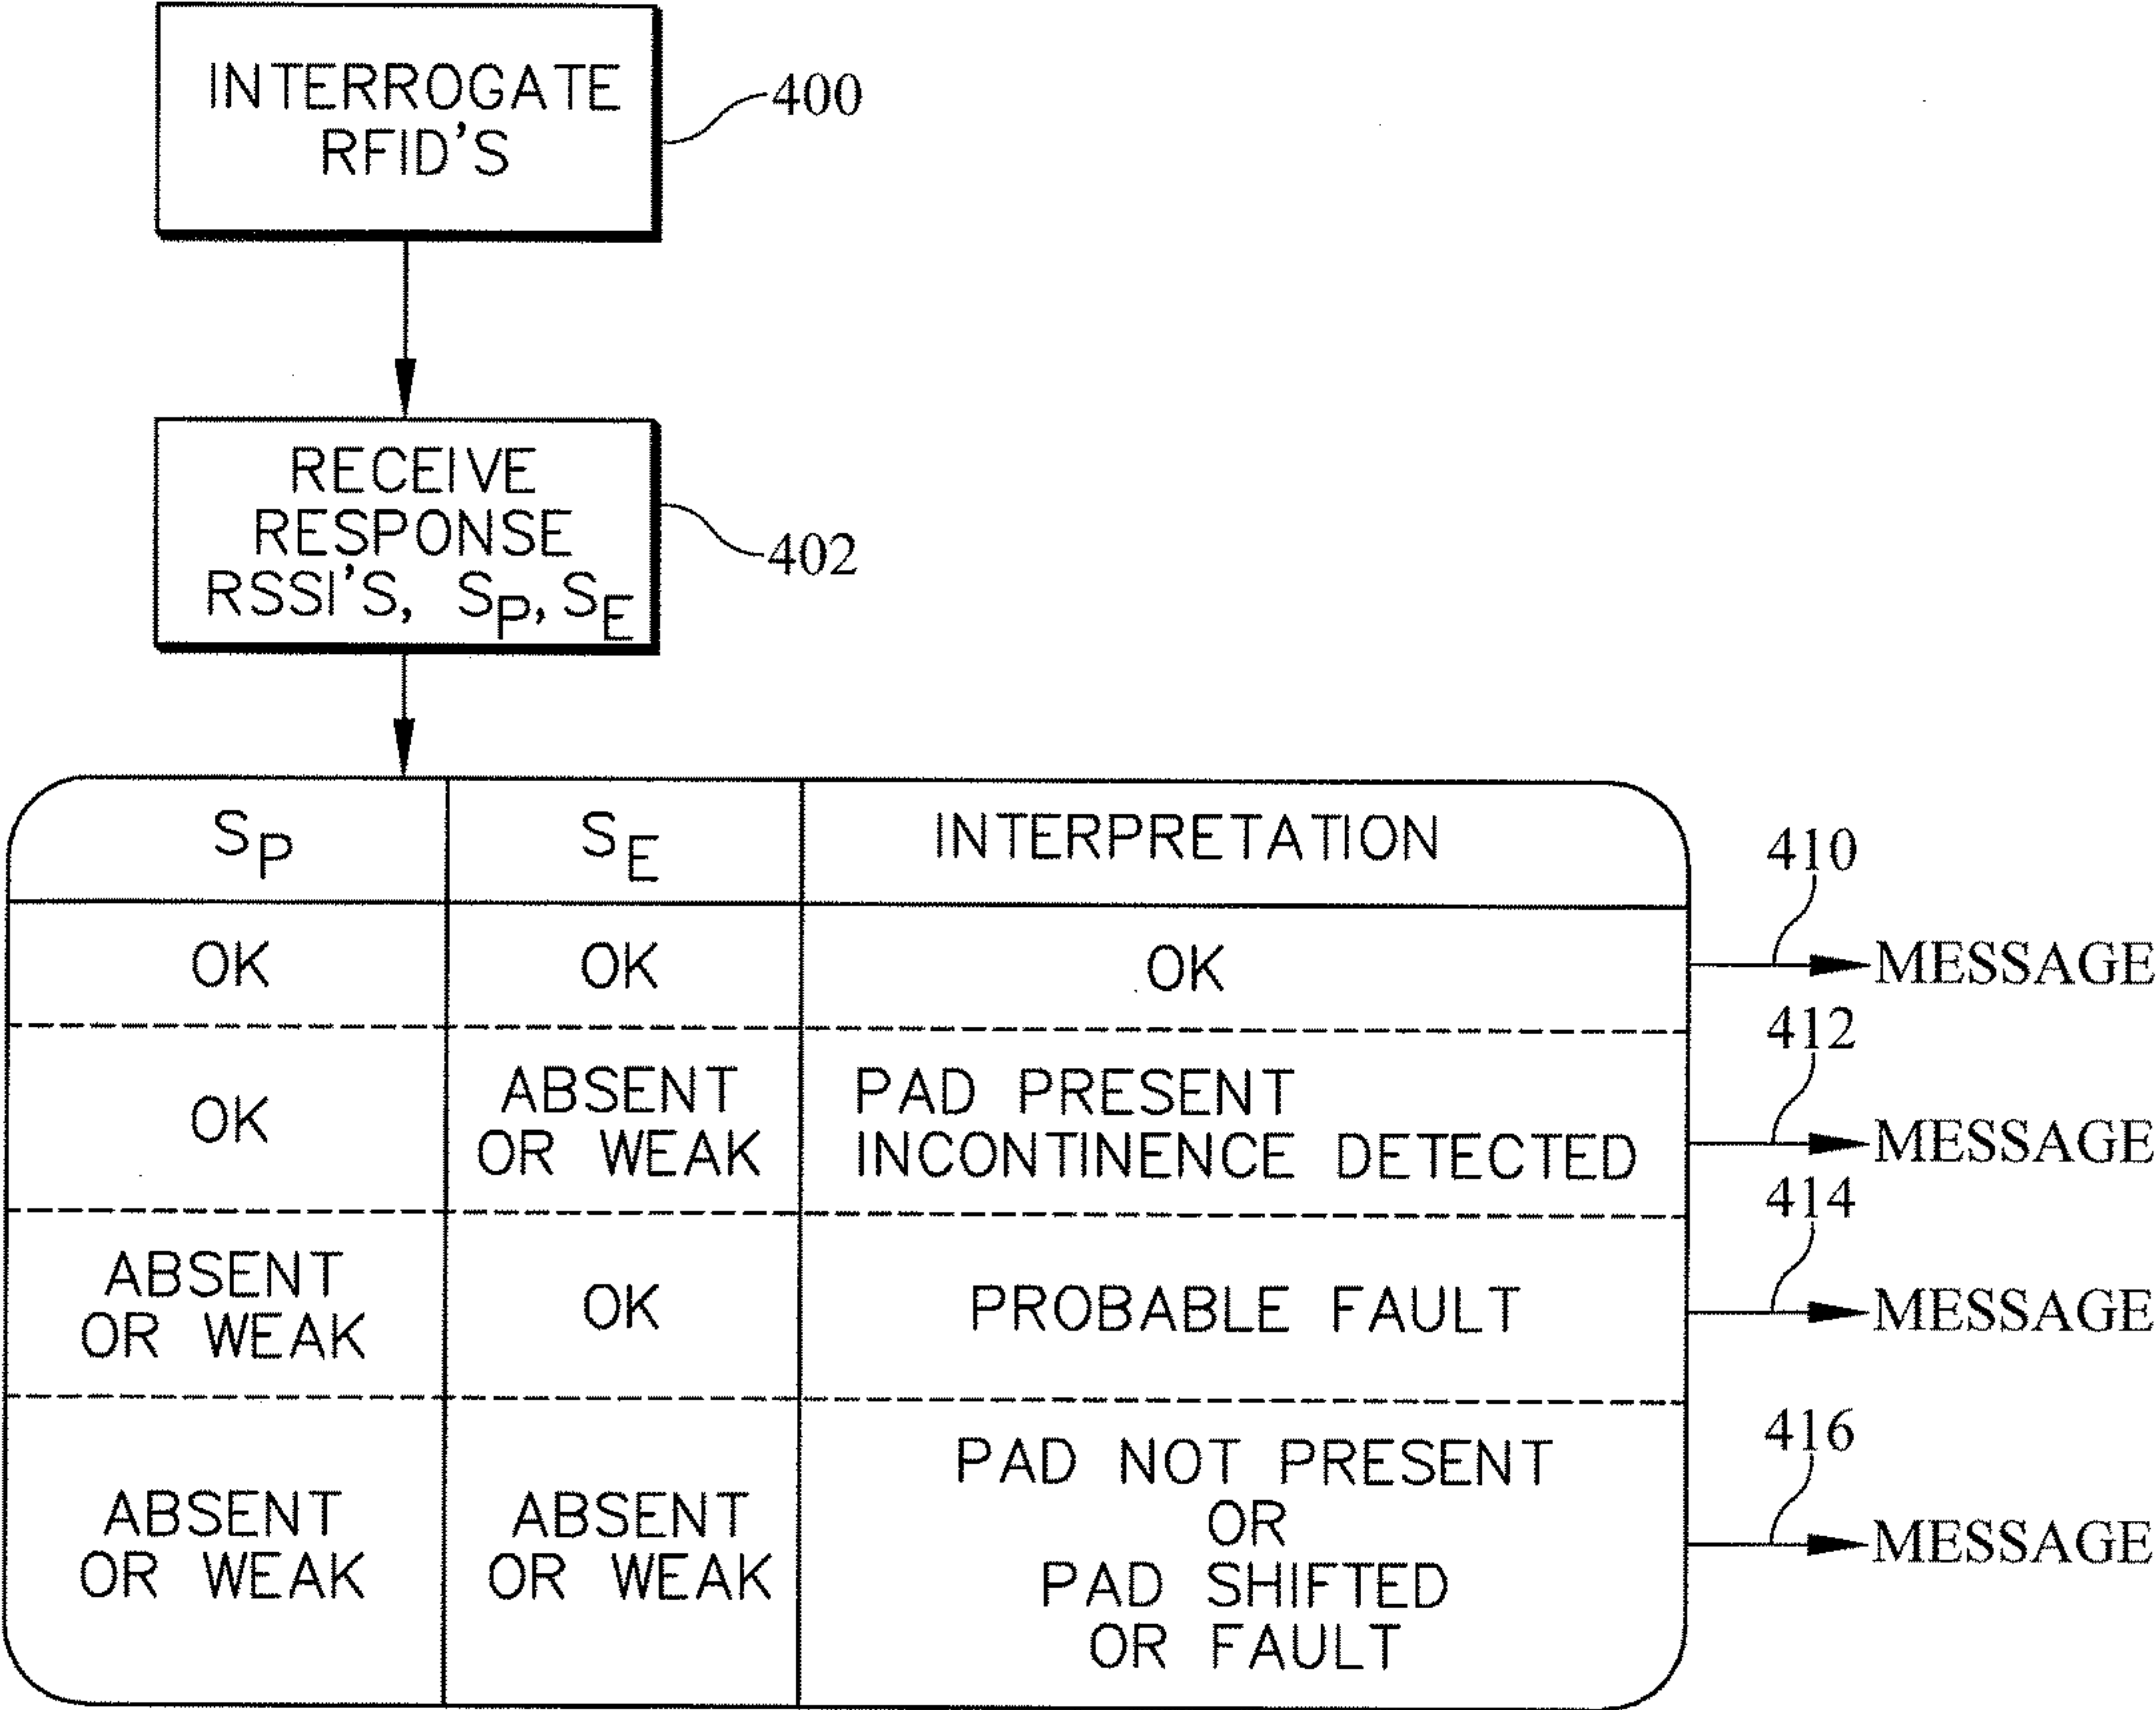 INTERROGATE
RFID'S
400
RECEIVE
RESPONSE
RSSI'S, SP, SE
402
SP SE INTERPRETATION
410
OK OK OK MESSAGE
412
OK ABSENT OR WEAK PAD PRESENT INCONTINENCE DETECTED MESSAGE
414
ABSENT OR WEAK OK PROBABLE FAULT MESSAGE
416
ABSENT OR WEAK ABSENT OR WEAK PAD NOT PRESENT OR PAD SHIFTED OR FAULT MESSAGE